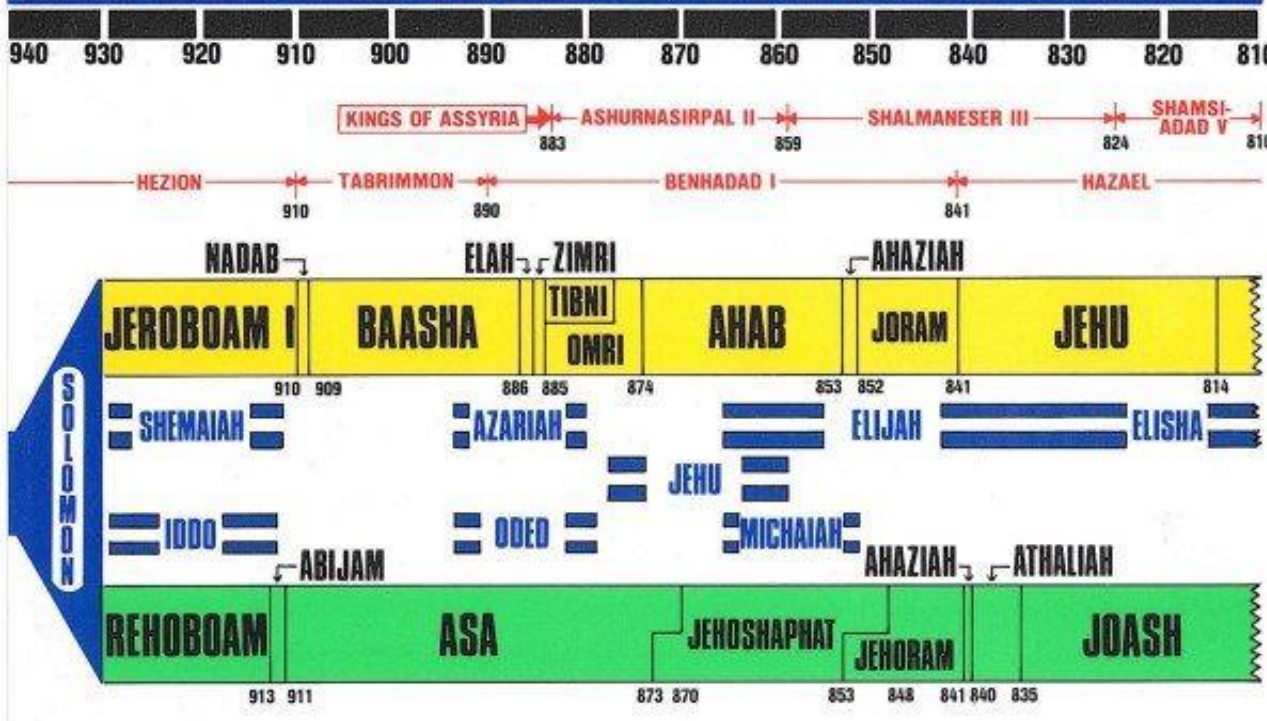 940 930 920 910 900 890 880 870 860 850 840 830 820 810
KINGS OF ASSYRIA ASHURNASIRPAL II SHALMANESER III SHAMSI-
ADAD V
883 859 824 810
HEZION TABRIMMON BENHADAD I HAZAEL
910 890 841
NADAB ELAH ZIMRI AHAZIAH
JEROBOAM I BAASHA TIBNI OMRI AHAB JORAM JEHU
910 909 886 885 874 853 852 841 814
SOLOMON
SHEMAIAH AZARIAH ELIJAH ELISHA
JEHU
IDDO ODED MICHAIAH
ABIJAM AHAZIAH ATHALIAH
REHOBOAM ASA JEHOSHAPHAT JEHORAM JOASH
913 911 873 870 853 848 841 840 835